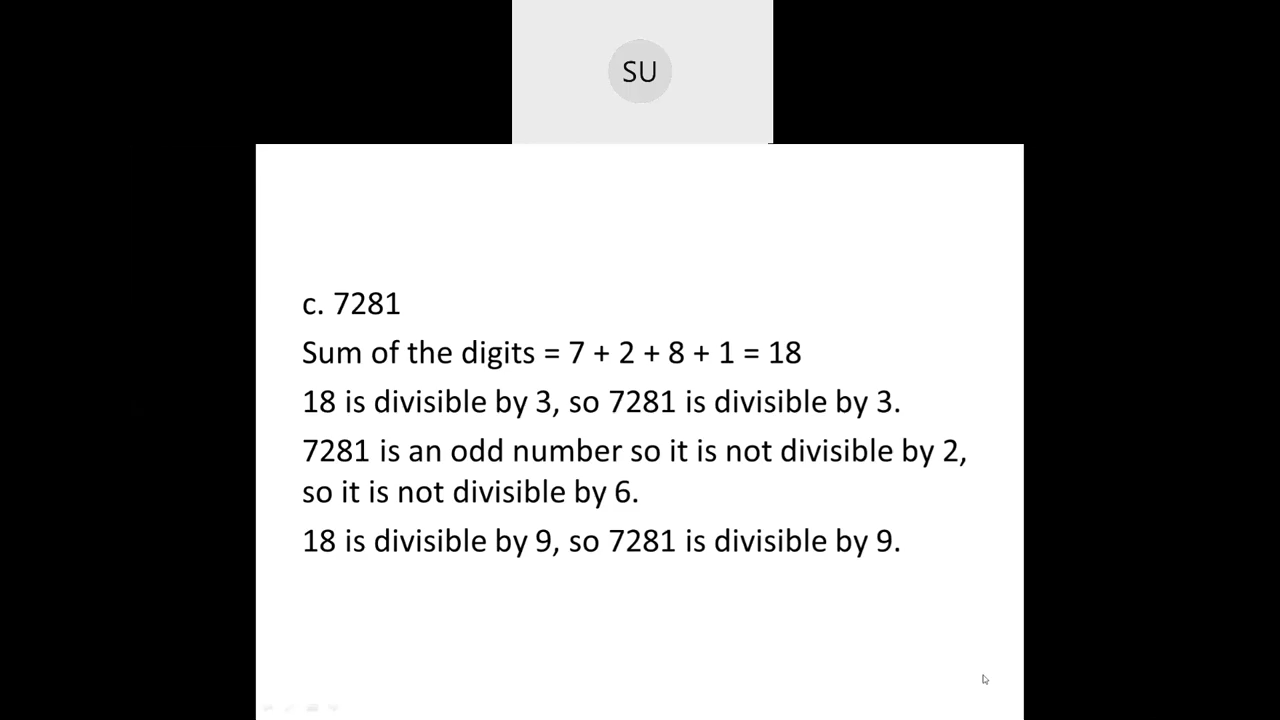 SU
c. 7281
Sum of the digits = 7 + 2 + 8 + 1 = 18
18 is divisible by 3, so 7281 is divisible by 3.
7281 is an odd number so it is not divisible by 2,
so it is not divisible by 6.
18 is divisible by 9, so 7281 is divisible by 9.